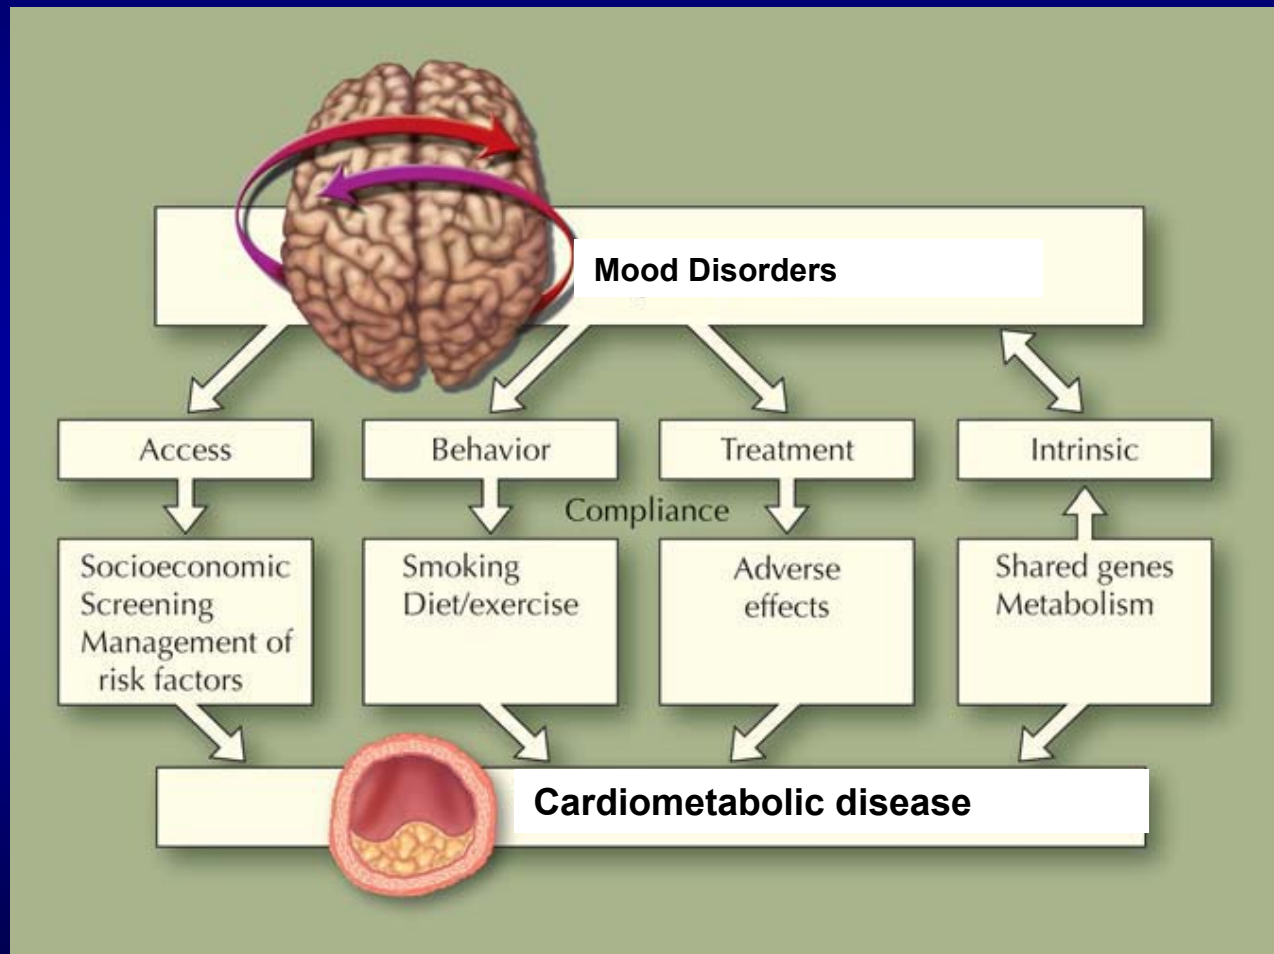 Mood Disorders
Access
Behavior
Treatment
Intrinsic
Compliance
Socioeconomic
Screening
Management of
risk factors
Smoking
Diet/exercise
Adverse
effects
Shared genes
Metabolism
Cardiometabolic disease